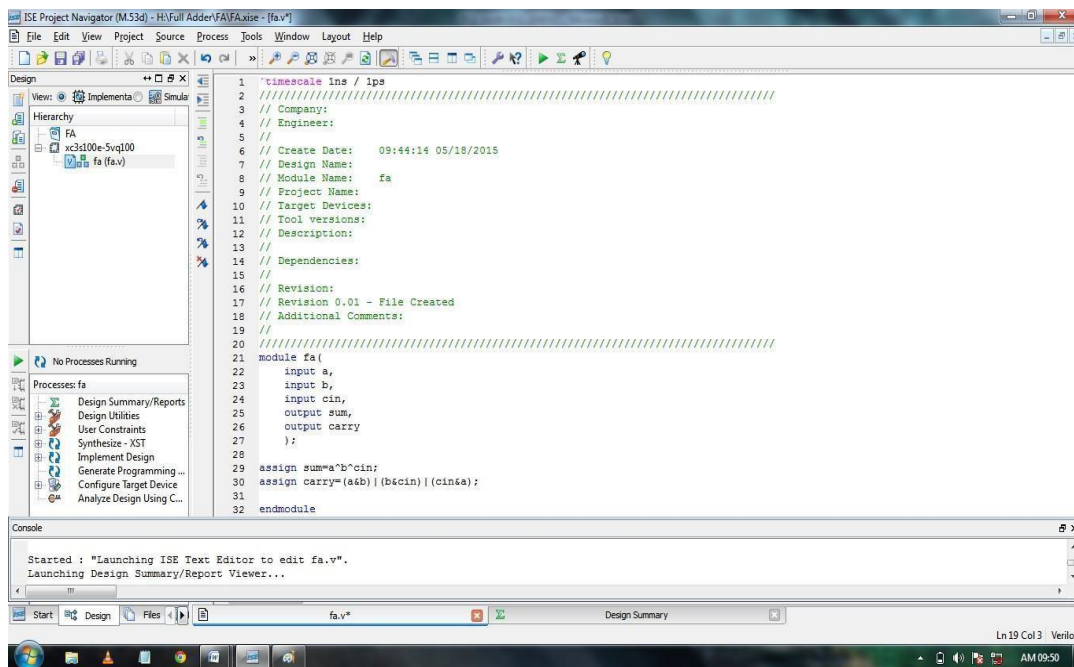 ISE Project Navigator (M.53d) - H:\Full Adder\FA\FA.xise - [fa.v*]
File Edit View Project Source Process Tools Window Layout Help
Design
View: Implementa Simula
Hierarchy
FA
xc3s100e-5vq100
fa (fa.v)
No Processes Running
Processes: fa
Design Summary/Reports
Design Utilities
User Constraints
Synthesize - XST
Implement Design
Generate Programming ...
Configure Target Device
Analyze Design Using C...
1 `timescale 1ns / 1ps
2 //////////////////////////////////////////////////////////////////////////////////
3 // Company:
4 // Engineer:
5 //
6 // Create Date: 09:44:14 05/18/2015
7 // Design Name:
8 // Module Name: fa
9 // Project Name:
10 // Target Devices:
11 // Tool versions:
12 // Description:
13 //
14 // Dependencies:
15 //
16 // Revision:
17 // Revision 0.01 - File Created
18 // Additional Comments:
19 //
20 //////////////////////////////////////////////////////////////////////////////////
21 module fa(
22 input a,
23 input b,
24 input cin,
25 output sum,
26 output carry
27 );
28
29 assign sum=a^b^cin;
30 assign carry=(a&b)|(b&cin)|(cin&a);
31
32 endmodule
Console
Started : "Launching ISE Text Editor to edit fa.v".
Launching Design Summary/Report Viewer...
Start Design Files fa.v* Design Summary
Ln 19 Col 3 Verilo
AM 09:50